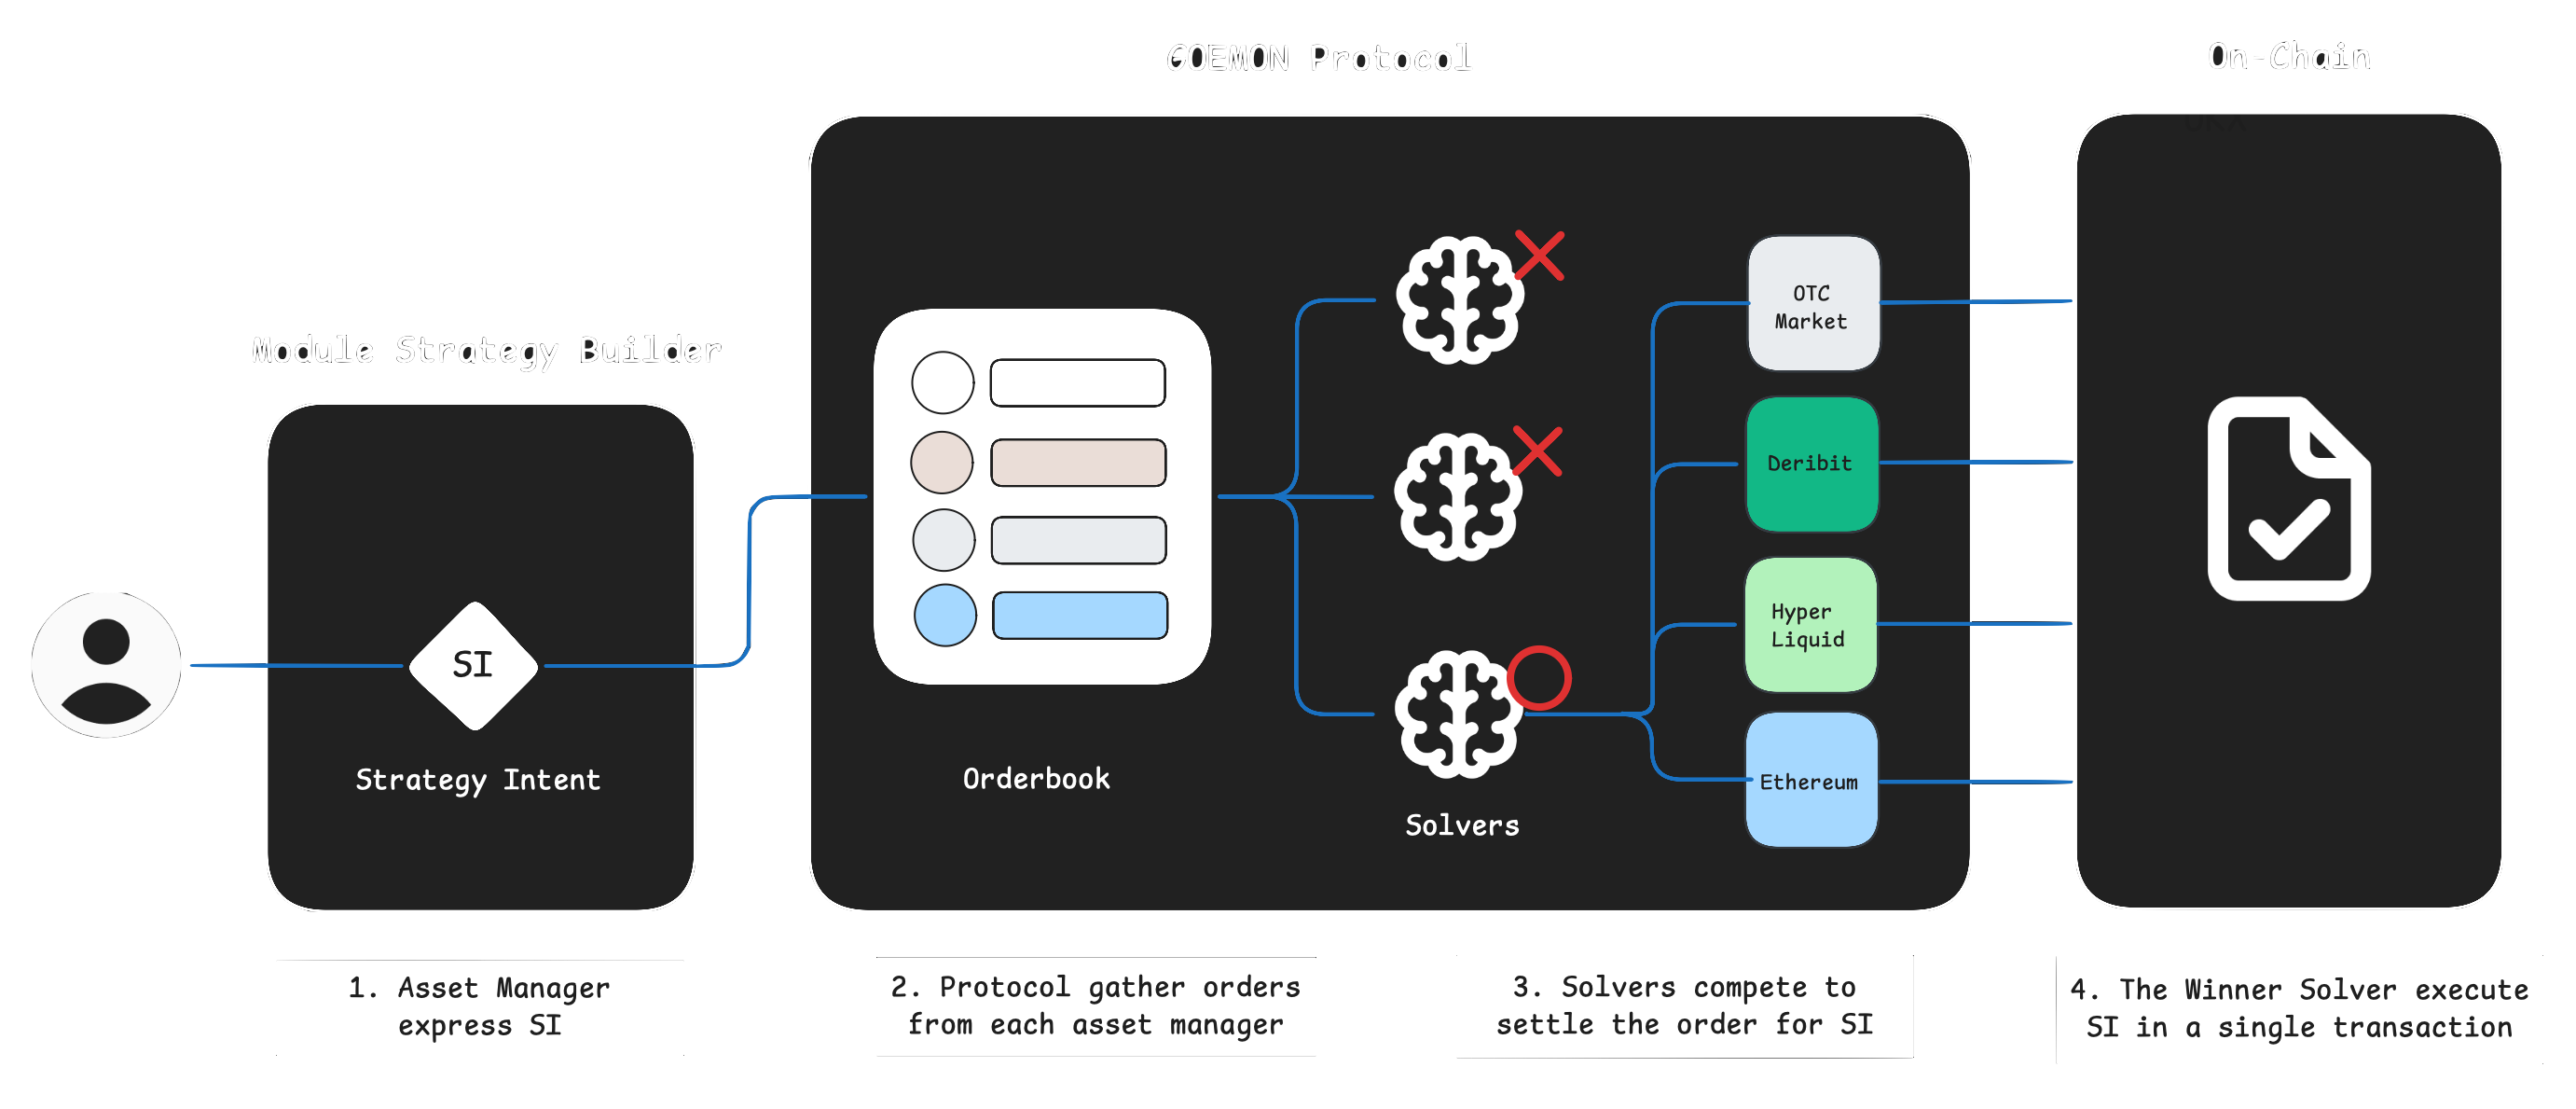 GOEMON Protocol
On-Chain
Module Strategy Builder
SI
Strategy Intent
Orderbook
Solvers
OTC
Market
Deribit
Hyper
Liquid
Ethereum
1. Asset Manager
express SI
2. Protocol gather orders
from each asset manager
3. Solvers compete to
settle the order for SI
4. The Winner Solver execute
SI in a single transaction